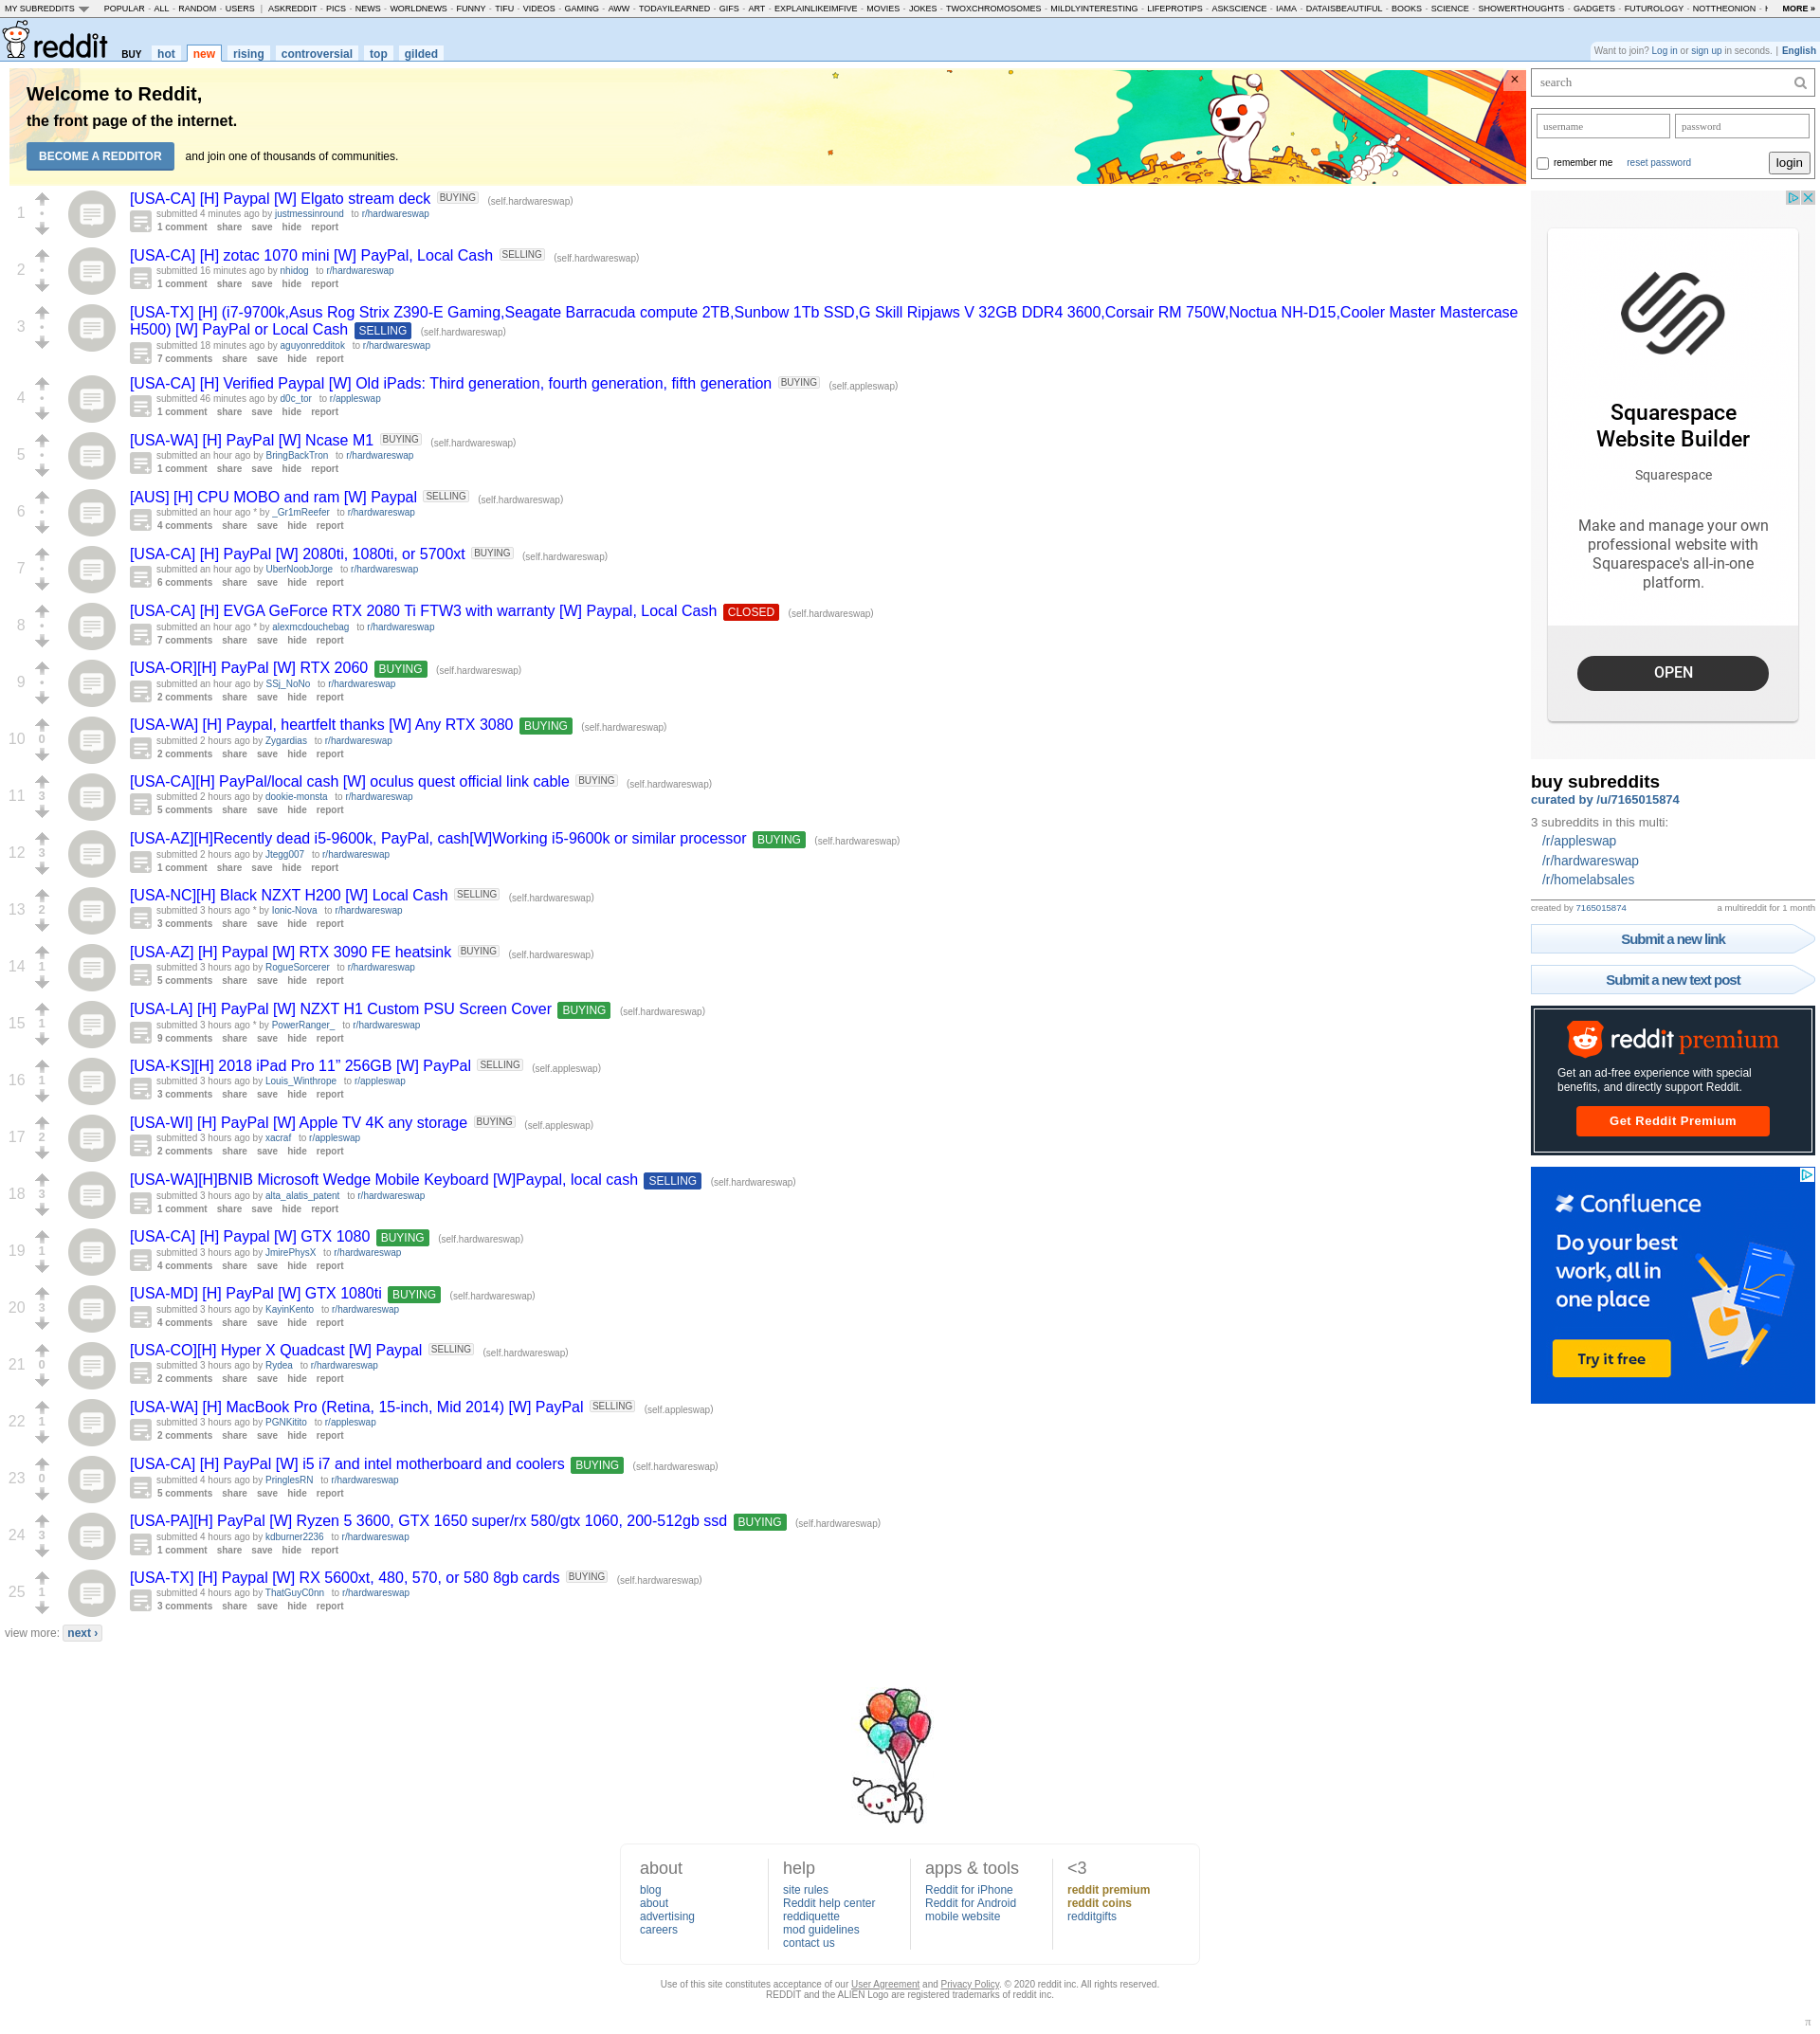 MY SUBREDDITS POPULAR - ALL - RANDOM - USERS | ASKREDDIT - PICS - NEWS - WORLDNEWS - FUNNY - TIFU - VIDEOS - GAMING - AWW - TODAYILEARNED - GIFS - ART - EXPLAINLIKEIMFIVE - MOVIES - JOKES - TWOXCHROMOSOMES - MILDLYINTERESTING - LIFEPROTIPS - ASKSCIENCE - IAMA - DATAISBEAUTIFUL - BOOKS - SCIENCE - SHOWERTHOUGHTS - GADGETS - FUTUROLOGY - NOTTHEONION - MORE »
reddit BUY hot new rising controversial top gilded
Want to join? Log in or sign up in seconds. | English
Welcome to Reddit,
the front page of the internet.
BECOME A REDDITOR and join one of thousands of communities.
×
1
[USA-CA] [H] Paypal [W] Elgato stream deck BUYING (self.hardwareswap)
submitted 4 minutes ago by justmessinround to r/hardwareswap
1 comment share save hide report
2
[USA-CA] [H] zotac 1070 mini [W] PayPal, Local Cash SELLING (self.hardwareswap)
submitted 16 minutes ago by nhidog to r/hardwareswap
1 comment share save hide report
3
[USA-TX] [H] (i7-9700k,Asus Rog Strix Z390-E Gaming,Seagate Barracuda compute 2TB,Sunbow 1Tb SSD,G Skill Ripjaws V 32GB DDR4 3600,Corsair RM 750W,Noctua NH-D15,Cooler Master Mastercase
H500) [W] PayPal or Local Cash SELLING (self.hardwareswap)
submitted 18 minutes ago by aguyonredditok to r/hardwareswap
7 comments share save hide report
4
[USA-CA] [H] Verified Paypal [W] Old iPads: Third generation, fourth generation, fifth generation BUYING (self.appleswap)
submitted 46 minutes ago by d0c_tor to r/appleswap
1 comment share save hide report
5
[USA-WA] [H] PayPal [W] Ncase M1 BUYING (self.hardwareswap)
submitted an hour ago by BringBackTron to r/hardwareswap
1 comment share save hide report
6
[AUS] [H] CPU MOBO and ram [W] Paypal SELLING (self.hardwareswap)
submitted an hour ago * by _Gr1mReefer to r/hardwareswap
4 comments share save hide report
7
[USA-CA] [H] PayPal [W] 2080ti, 1080ti, or 5700xt BUYING (self.hardwareswap)
submitted an hour ago by UberNoobJorge to r/hardwareswap
6 comments share save hide report
8
[USA-CA] [H] EVGA GeForce RTX 2080 Ti FTW3 with warranty [W] Paypal, Local Cash CLOSED (self.hardwareswap)
submitted an hour ago * by alexmcdouchebag to r/hardwareswap
7 comments share save hide report
9
[USA-OR][H] PayPal [W] RTX 2060 BUYING (self.hardwareswap)
submitted an hour ago by SSj_NoNo to r/hardwareswap
2 comments share save hide report
10 0
[USA-WA] [H] Paypal, heartfelt thanks [W] Any RTX 3080 BUYING (self.hardwareswap)
submitted 2 hours ago by Zygardias to r/hardwareswap
2 comments share save hide report
11 3
[USA-CA][H] PayPal/local cash [W] oculus quest official link cable BUYING (self.hardwareswap)
submitted 2 hours ago by dookie-monsta to r/hardwareswap
5 comments share save hide report
12 3
[USA-AZ][H]Recently dead i5-9600k, PayPal, cash[W]Working i5-9600k or similar processor BUYING (self.hardwareswap)
submitted 2 hours ago by Jtegg007 to r/hardwareswap
1 comment share save hide report
13 2
[USA-NC][H] Black NZXT H200 [W] Local Cash SELLING (self.hardwareswap)
submitted 3 hours ago * by Ionic-Nova to r/hardwareswap
3 comments share save hide report
14 1
[USA-AZ] [H] Paypal [W] RTX 3090 FE heatsink BUYING (self.hardwareswap)
submitted 3 hours ago by RogueSorcerer to r/hardwareswap
5 comments share save hide report
15 1
[USA-LA] [H] PayPal [W] NZXT H1 Custom PSU Screen Cover BUYING (self.hardwareswap)
submitted 3 hours ago * by PowerRanger_ to r/hardwareswap
9 comments share save hide report
16 1
[USA-KS][H] 2018 iPad Pro 11” 256GB [W] PayPal SELLING (self.appleswap)
submitted 3 hours ago by Louis_Winthrope to r/appleswap
3 comments share save hide report
17 2
[USA-WI] [H] PayPal [W] Apple TV 4K any storage BUYING (self.appleswap)
submitted 3 hours ago by xacraf to r/appleswap
2 comments share save hide report
18 3
[USA-WA][H]BNIB Microsoft Wedge Mobile Keyboard [W]Paypal, local cash SELLING (self.hardwareswap)
submitted 3 hours ago by alta_alatis_patent to r/hardwareswap
1 comment share save hide report
19 1
[USA-CA] [H] Paypal [W] GTX 1080 BUYING (self.hardwareswap)
submitted 3 hours ago by JmirePhysX to r/hardwareswap
4 comments share save hide report
20 3
[USA-MD] [H] PayPal [W] GTX 1080ti BUYING (self.hardwareswap)
submitted 3 hours ago by KayinKento to r/hardwareswap
4 comments share save hide report
21 0
[USA-CO][H] Hyper X Quadcast [W] Paypal SELLING (self.hardwareswap)
submitted 3 hours ago by Rydea to r/hardwareswap
2 comments share save hide report
22 1
[USA-WA] [H] MacBook Pro (Retina, 15-inch, Mid 2014) [W] PayPal SELLING (self.appleswap)
submitted 3 hours ago by PGNKitito to r/appleswap
2 comments share save hide report
23 0
[USA-CA] [H] PayPal [W] i5 i7 and intel motherboard and coolers BUYING (self.hardwareswap)
submitted 4 hours ago by PringlesRN to r/hardwareswap
5 comments share save hide report
24 3
[USA-PA][H] PayPal [W] Ryzen 5 3600, GTX 1650 super/rx 580/gtx 1060, 200-512gb ssd BUYING (self.hardwareswap)
submitted 4 hours ago by kdburner2236 to r/hardwareswap
1 comment share save hide report
25 1
[USA-TX] [H] Paypal [W] RX 5600xt, 480, 570, or 580 8gb cards BUYING (self.hardwareswap)
submitted 4 hours ago by ThatGuyC0nn to r/hardwareswap
3 comments share save hide report
view more: next ›
search
username password
remember me reset password login
Squarespace
Website Builder
Squarespace
Make and manage your own
professional website with
Squarespace's all-in-one
platform.
OPEN
buy subreddits
curated by /u/7165015874
3 subreddits in this multi:
/r/appleswap
/r/hardwareswap
/r/homelabsales
created by 7165015874 a multireddit for 1 month
Submit a new link
Submit a new text post
reddit premium
Get an ad-free experience with special
benefits, and directly support Reddit.
Get Reddit Premium
Confluence
Do your best
work, all in
one place
Try it free
about
blog
about
advertising
careers
help
site rules
Reddit help center
reddiquette
mod guidelines
contact us
apps & tools
Reddit for iPhone
Reddit for Android
mobile website
<3
reddit premium
reddit coins
redditgifts
Use of this site constitutes acceptance of our User Agreement and Privacy Policy. © 2020 reddit inc. All rights reserved.
REDDIT and the ALIEN Logo are registered trademarks of reddit inc.
π